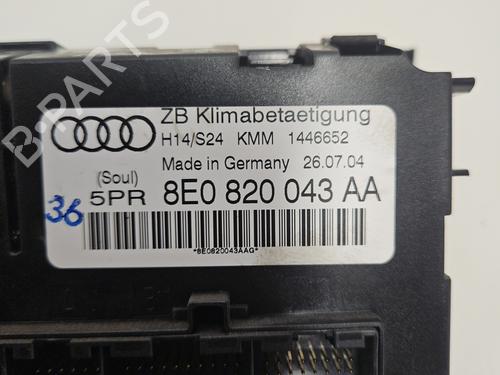 ZB Klimabetaetigung
H14/S24 KMM 1446652
Made in Germany 26.07.04
(Soul)
5PR 8E0 820 043 AA
36
*8E0820043AAG*
B-PARTS